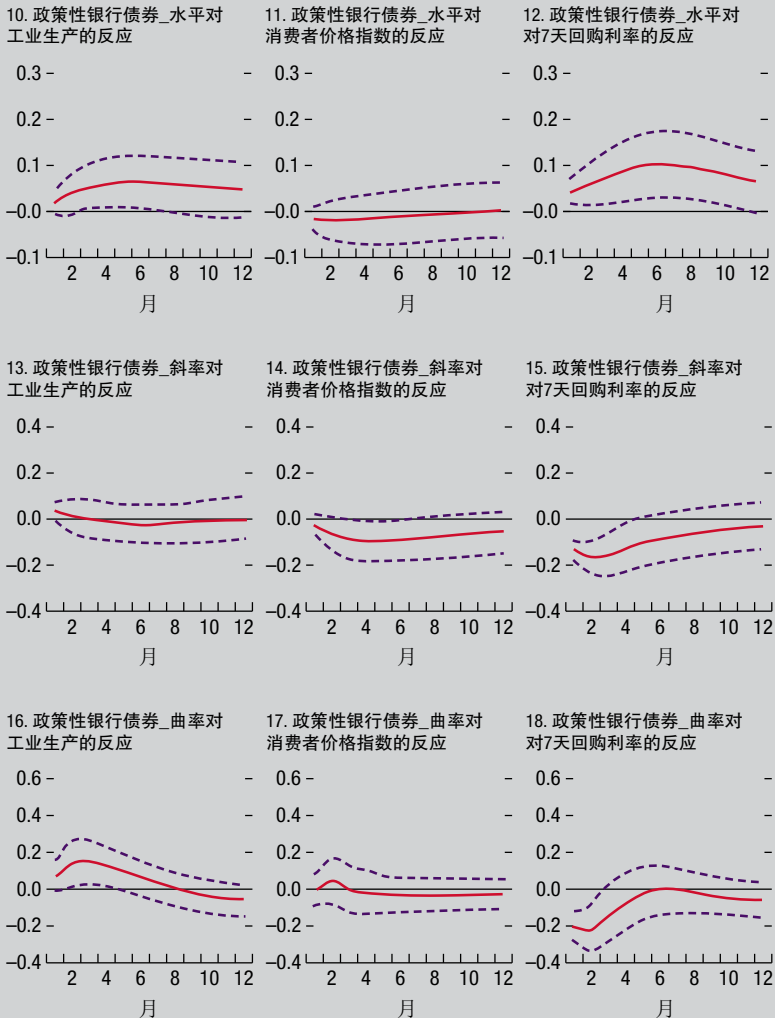 10. 政策性银行债券_水平对
工业生产的反应
0.3
0.2
0.1
–0.0
–0.1
2 4 6 8 10 12
月
11. 政策性银行债券_水平对
消费者价格指数的反应
0.3
0.2
0.1
–0.0
–0.1
2 4 6 8 10 12
月
12. 政策性银行债券_水平对
对7天回购利率的反应
0.3
0.2
0.1
–0.0
–0.1
2 4 6 8 10 12
月
13. 政策性银行债券_斜率对
工业生产的反应
0.4
0.2
0.0
–0.2
–0.4
2 4 6 8 10 12
月
14. 政策性银行债券_斜率对
消费者价格指数的反应
0.4
0.2
0.0
–0.2
–0.4
2 4 6 8 10 12
月
15. 政策性银行债券_斜率对
对7天回购利率的反应
0.4
0.2
0.0
–0.2
–0.4
2 4 6 8 10 12
月
16. 政策性银行债券_曲率对
工业生产的反应
0.6
0.4
0.2
0.0
–0.2
–0.4
2 4 6 8 10 12
月
17. 政策性银行债券_曲率对
消费者价格指数的反应
0.6
0.4
0.2
0.0
–0.2
–0.4
2 4 6 8 10 12
月
18. 政策性银行债券_曲率对
对7天回购利率的反应
0.6
0.4
0.2
0.0
–0.2
–0.4
2 4 6 8 10 12
月